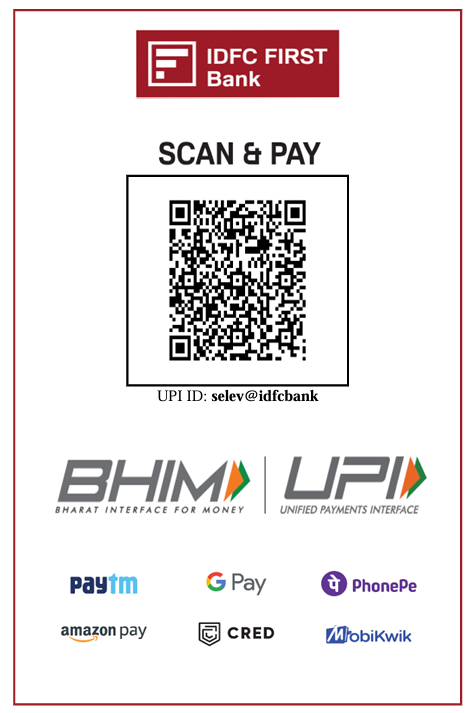 IDFC FIRST
Bank
SCAN & PAY
UPI ID: selev@idfcbank
BHIM
BHARAT INTERFACE FOR MONEY
UPI
UNIFIED PAYMENTS INTERFACE
paytm
G Pay
पे PhonePe
amazon pay
CRED
MobiKwik